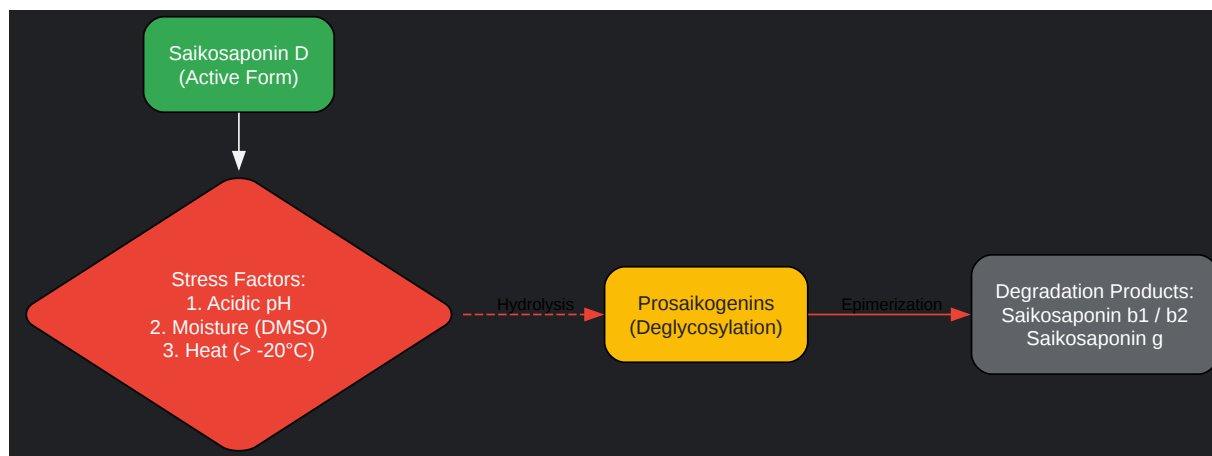 Saikosaponin D
(Active Form)
Stress Factors:
1. Acidic pH
2. Moisture (DMSO)
3. Heat (> -20°C)
Hydrolysis
Prosaikogenins
(Deglycosylation)
Epimerization
Degradation Products:
Saikosaponin b1 / b2
Saikosaponin g